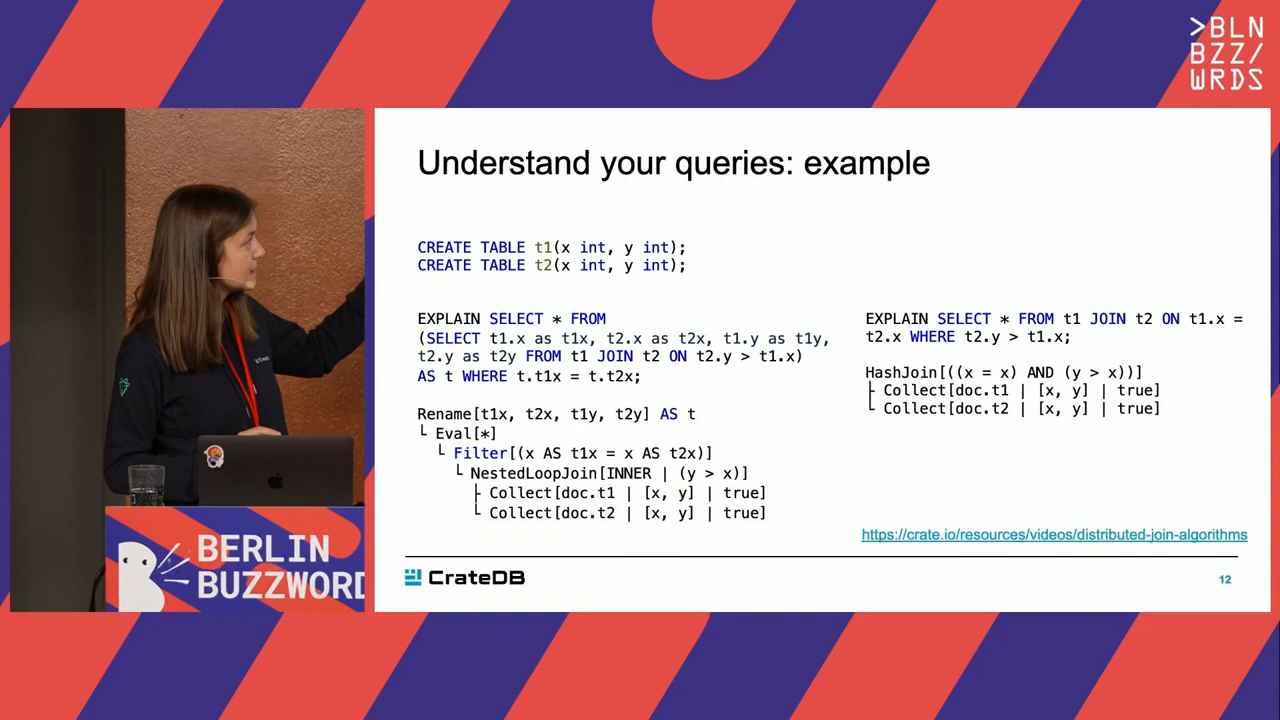 >BLN
BZZ/
WRDS
Understand your queries: example
CREATE TABLE t1(x int, y int);
CREATE TABLE t2(x int, y int);
EXPLAIN SELECT * FROM
(SELECT t1.x as t1x, t2.x as t2x, t1.y as t1y,
t2.y as t2y FROM t1 JOIN t2 ON t2.y > t1.x)
AS t WHERE t.t1x = t.t2x;
Rename[t1x, t2x, t1y, t2y] AS t
└ Eval[*]
└ Filter[(x AS t1x = x AS t2x)]
└ NestedLoopJoin[INNER | (y > x)]
├ Collect[doc.t1 | [x, y] | true]
└ Collect[doc.t2 | [x, y] | true]
EXPLAIN SELECT * FROM t1 JOIN t2 ON t1.x =
t2.x WHERE t2.y > t1.x;
HashJoin[((x = x) AND (y > x))]
├ Collect[doc.t1 | [x, y] | true]
└ Collect[doc.t2 | [x, y] | true]
https://crate.io/resources/videos/distributed-join-algorithms
CrateDB
12
BERLIN
BUZZWORD